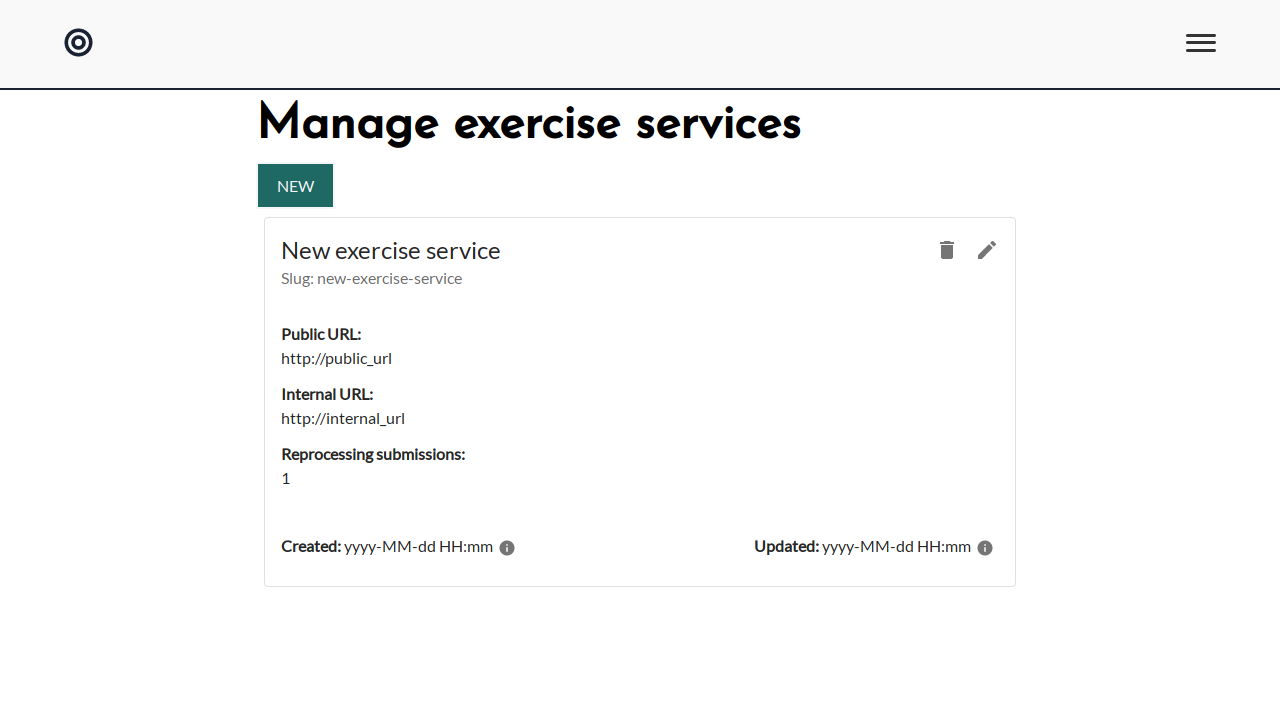 Manage exercise services
NEW
New exercise service
Slug: new-exercise-service
Public URL:
http://public_url
Internal URL:
http://internal_url
Reprocessing submissions:
1
Created: yyyy-MM-dd HH:mm
Updated: yyyy-MM-dd HH:mm